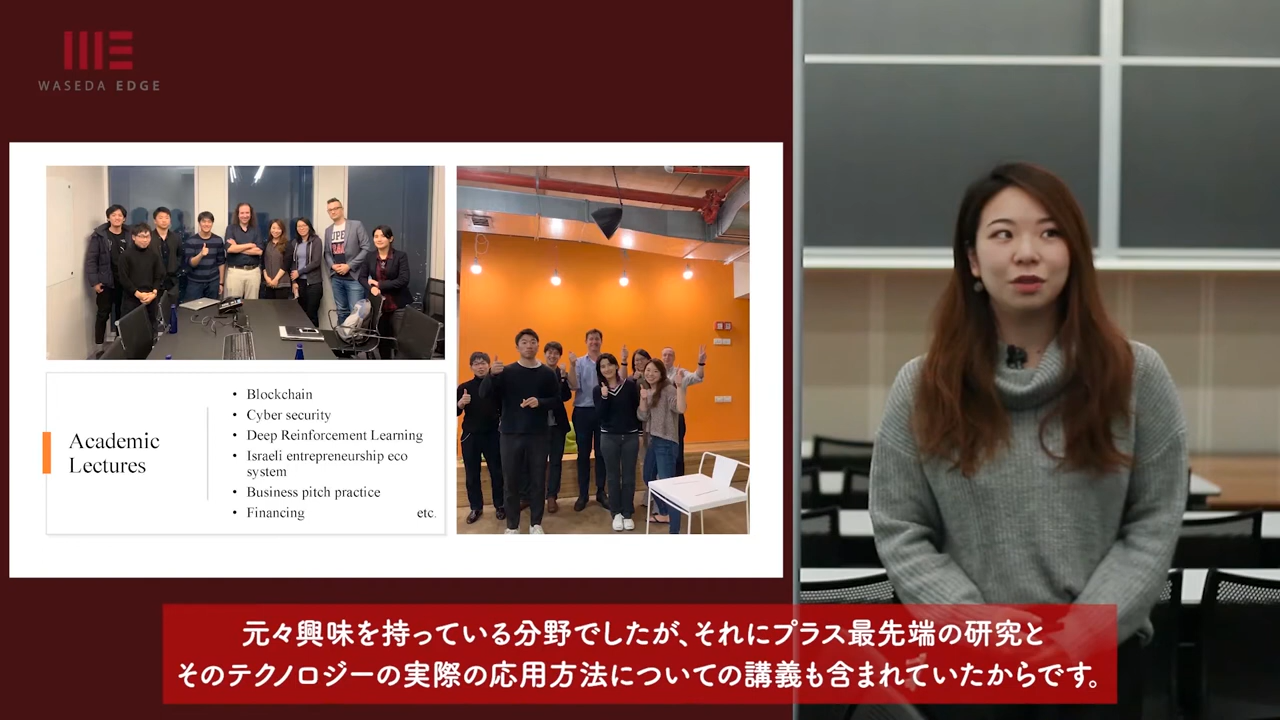 WASEDA EDGE
Academic
Lectures
• Blockchain
• Cyber security
• Deep Reinforcement Learning
• Israeli entrepreneurship eco
system
• Business pitch practice
• Financing etc.
元々興味を持っている分野でしたが、それにプラス最先端の研究と
そのテクノロジーの実際の応用方法についての講義も含まれていたからです。